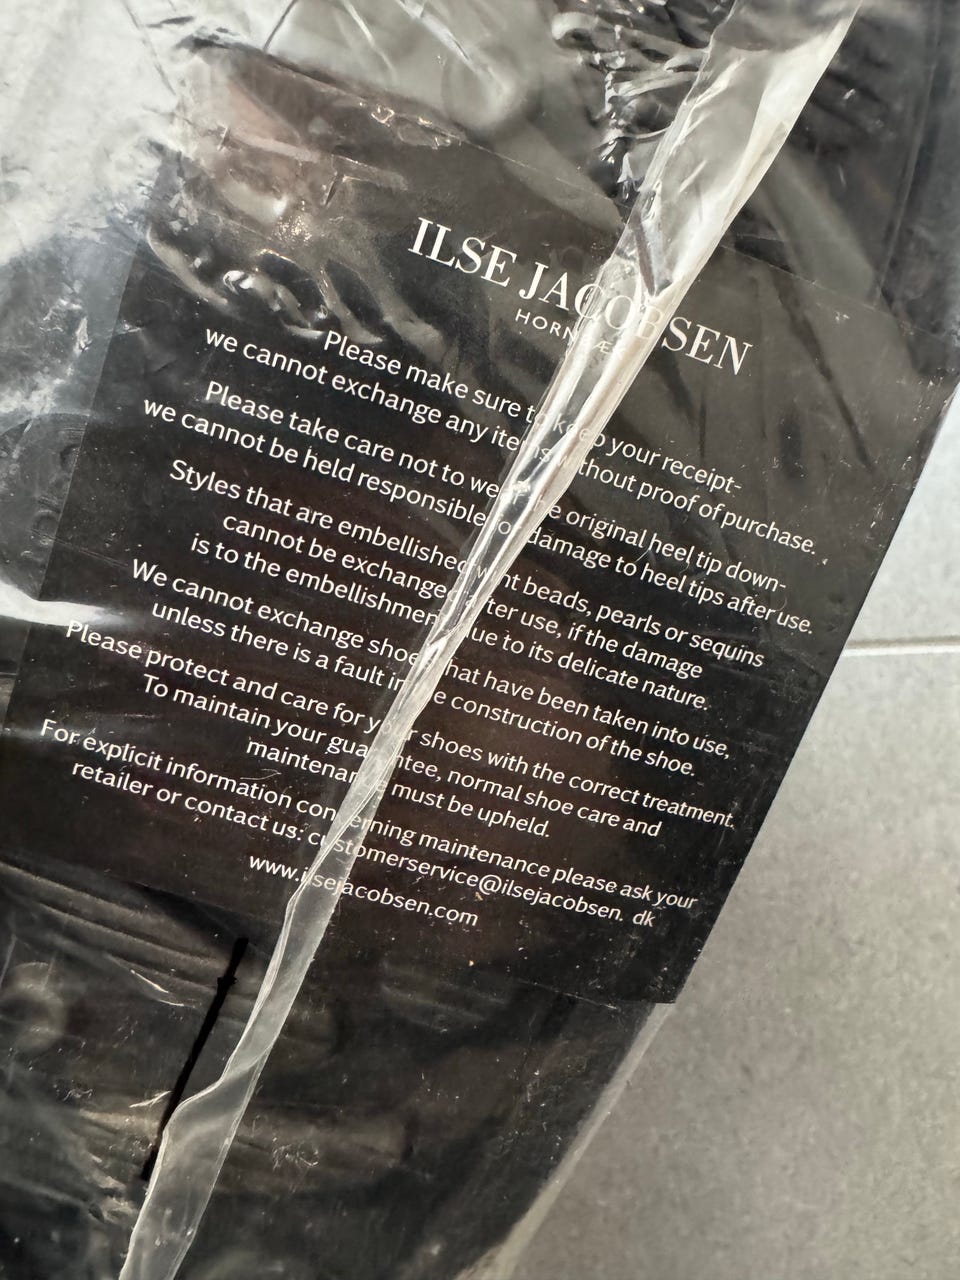 ILSE JACOBSEN
HORNBÆK
Please make sure to keep your receipt-
we cannot exchange any items without proof of purchase.
Please take care not to wear the original heel tip down-
we cannot be held responsible for damage to heel tips after use.
Styles that are embellished with beads, pearls or sequins
cannot be exchanged after use, if the damage
is to the embellishment due to its delicate nature.
We cannot exchange shoes that have been taken into use,
unless there is a fault in the construction of the shoe.
Please protect and care for your shoes with the correct treatment.
To maintain your guarantee, normal shoe care and
maintenance must be upheld.
For explicit information concerning maintenance please ask your
retailer or contact us: customerservice@ilsejacobsen. dk
www.ilsejacobsen.com